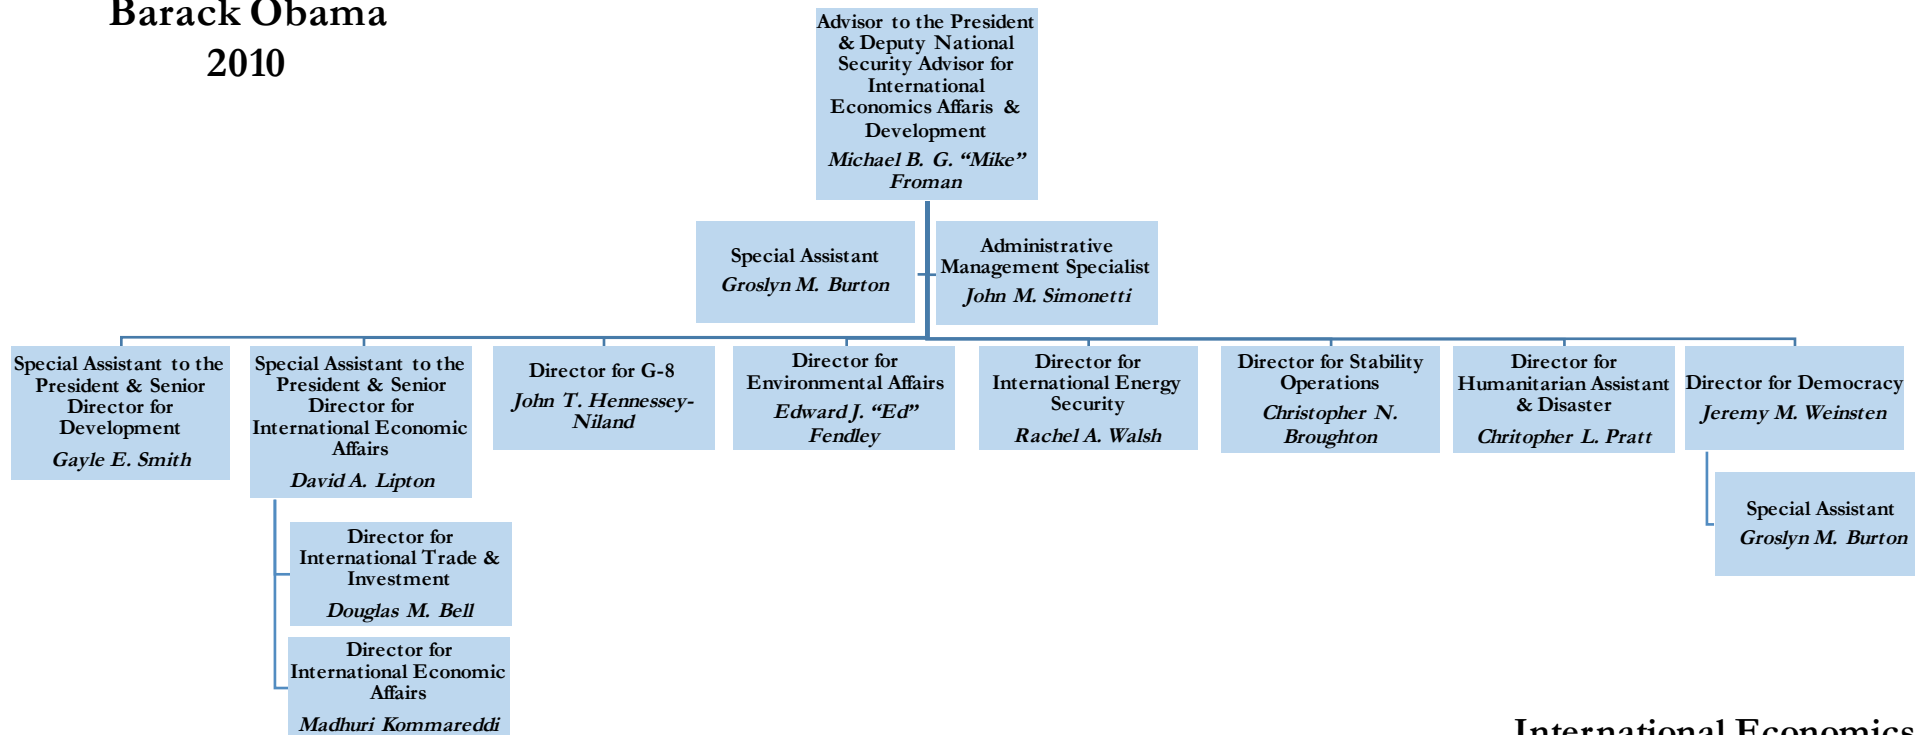 Barack Obama
2010
Advisor to the President
& Deputy National
Security Advisor for
International
Economics Affaris &
Development
Michael B. G. “Mike”
Froman
Special Assistant
Groslyn M. Burton
Administrative
Management Specialist
John M. Simonetti
Special Assistant to the
President & Senior
Director for
Development
Gayle E. Smith
Special Assistant to the
President & Senior
Director for
International Economic
Affairs
David A. Lipton
Director for G-8
John T. Hennessey-
Niland
Director for
Environmental Affairs
Edward J. “Ed”
Fendley
Director for
International Energy
Security
Rachel A. Walsh
Director for Stability
Operations
Christopher N.
Broughton
Director for
Humanitarian Assistant
& Disaster
Chritopher L. Pratt
Director for Democracy
Jeremy M. Weinsten
Special Assistant
Groslyn M. Burton
Director for
International Trade &
Investment
Douglas M. Bell
Director for
International Economic
Affairs
Madhuri Kommareddi
International Economics